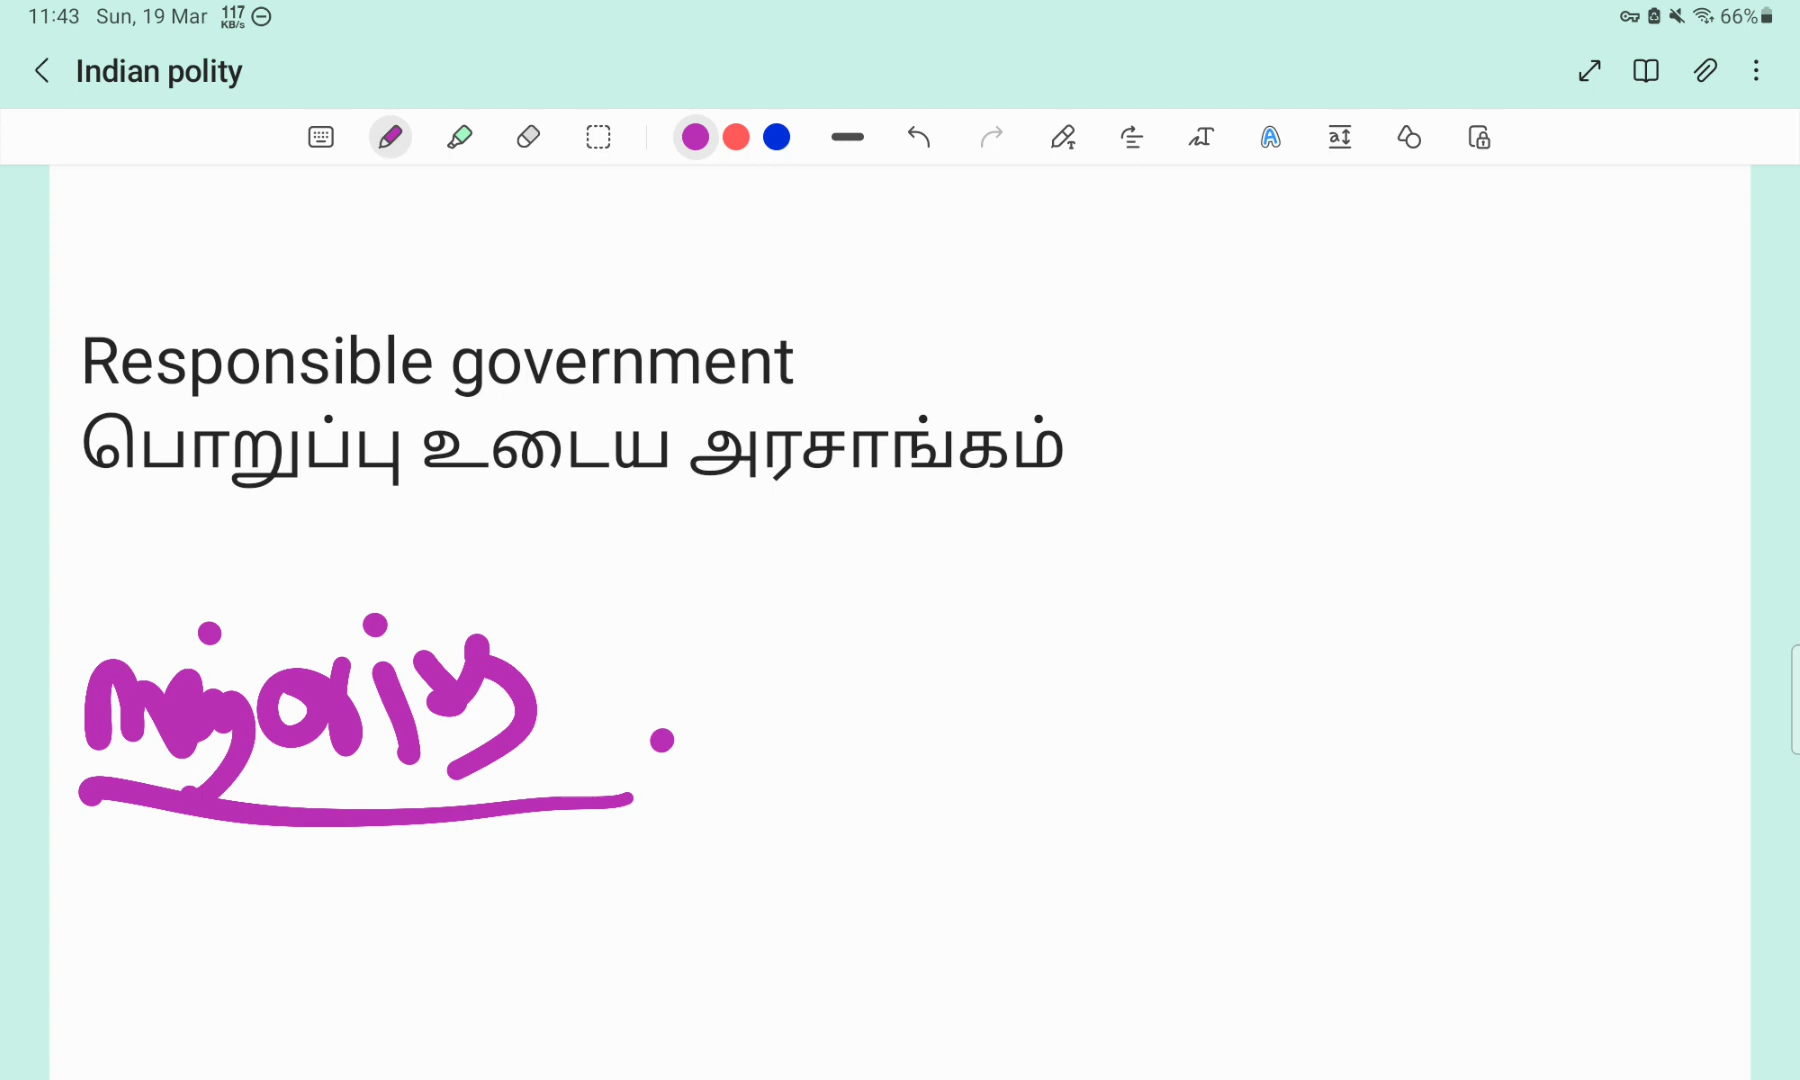 11:43 Sun, 19 Mar 117 KB/s 66%
Indian polity
Responsible government
பொறுப்பு உடைய அரசாங்கம்